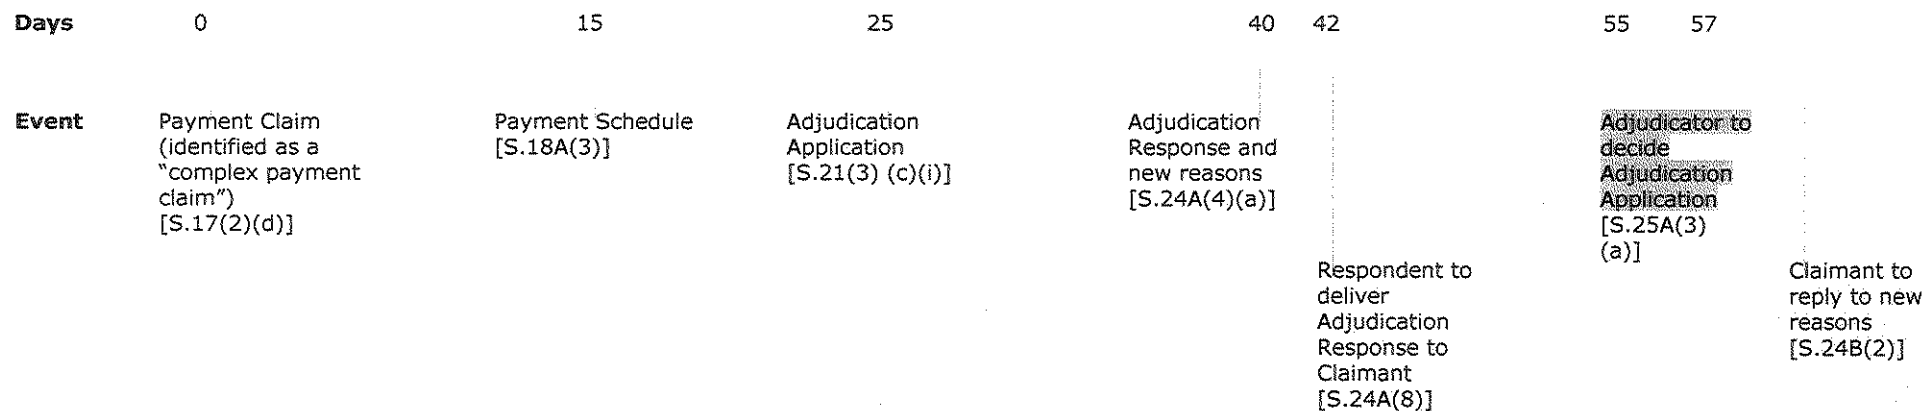 Days 0 15 25 40 42 55 57
Event
Payment Claim
(identified as a
"complex payment
claim")
[S.17(2)(d)]
Payment Schedule
[S.18A(3)]
Adjudication
Application
[S.21(3) (c)(i)]
Adjudication
Response and
new reasons
[S.24A(4)(a)]
Respondent to
deliver
Adjudication
Response to
Claimant
[S.24A(8)]
Adjudicator to
decide
Adjudication
Application
[S.25A(3)
(a)]
Claimant to
reply to new
reasons
[S.24B(2)]